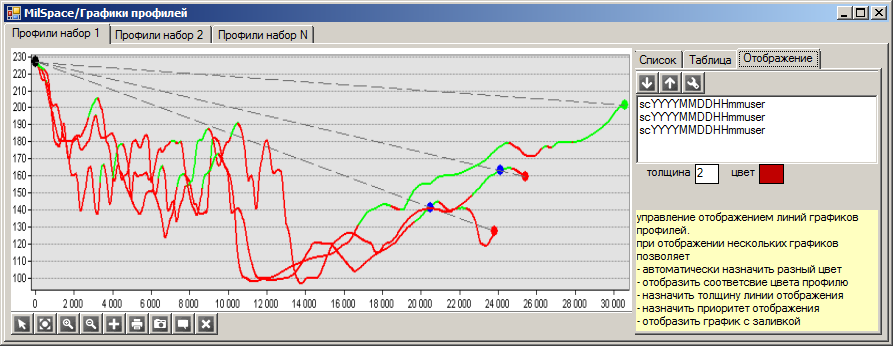 MilSpace/Графики профилей
Профили набор 1 Профили набор 2 Профили набор N
230
220
210
200
190
180
170
160
150
140
130
120
110
100
0 2 000 4 000 6 000 8 000 10 000 12 000 14 000 16 000 18 000 20 000 22 000 24 000 26 000 28 000 30 000
Список Таблица Отображение
scYYYYMMDDHHmmuser
scYYYYMMDDHHmmuser
scYYYYMMDDHHmmuser
толщина 2 цвет
управление отображением линий графиков
профилей.
при отображении нескольких графиков
позволяет
- автоматически назначить разный цвет
- отобразить соответсвие цвета профилю
- назначить толщину линии отображения
- назначить приоритет отображения
- отобразить график с заливкой